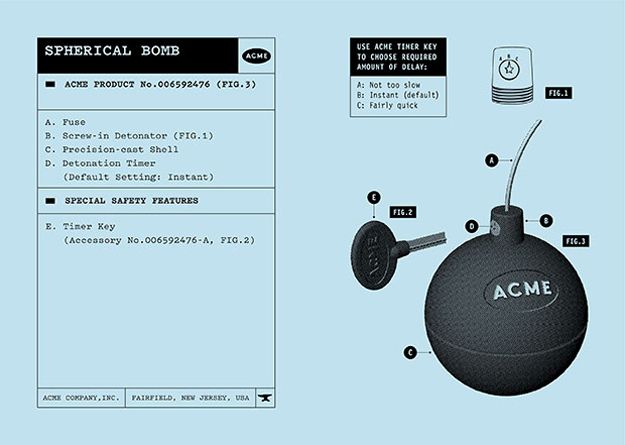 SPHERICAL BOMB
ACME
ACME PRODUCT No.006592476 (FIG.3)
A. Fuse
B. Screw-in Detonator (FIG.1)
C. Precision-cast Shell
D. Detonation Timer
(Default Setting: Instant)
SPECIAL SAFETY FEATURES
E. Timer Key
(Accessory No.006592476-A, FIG.2)
ACME COMPANY,INC.
FAIRFIELD, NEW JERSEY, USA
USE ACME TIMER KEY
TO CHOOSE REQUIRED
AMOUNT OF DELAY:
A: Not too slow
B: Instant (default)
C: Fairly quick
A B C
FIG.1
A
E
FIG.2
ACME
D
B
FIG.3
ACME
C